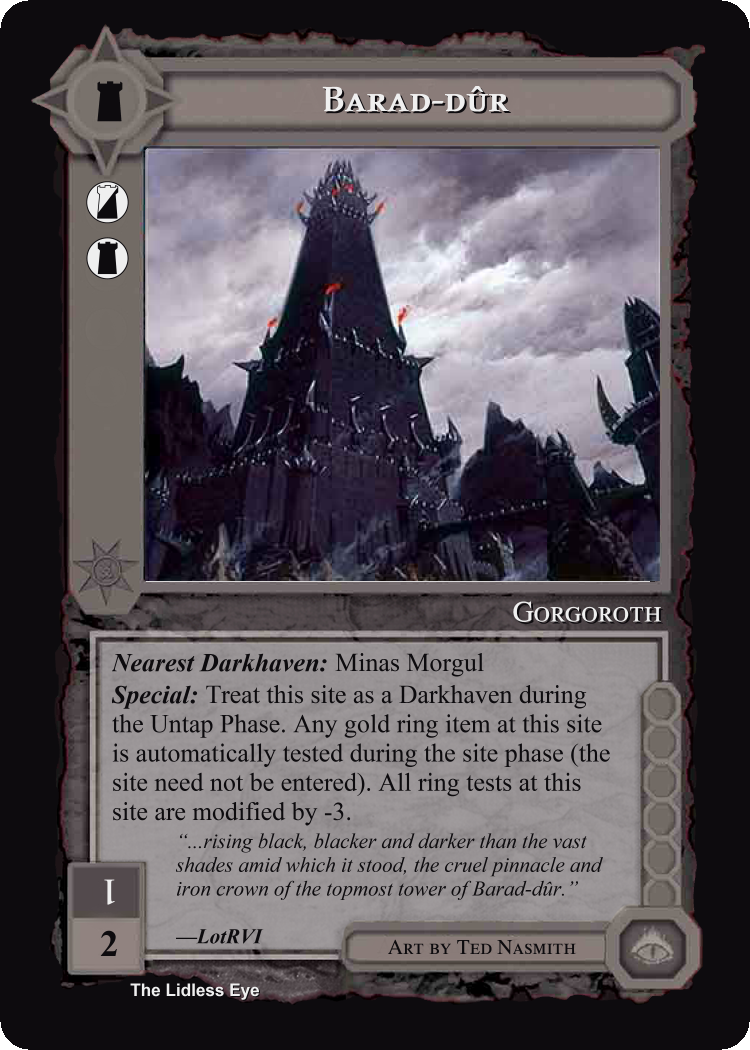 Barad-dûr
Gorgoroth
Nearest Darkhaven: Minas Morgul
Special: Treat this site as a Darkhaven during
the Untap Phase. Any gold ring item at this site
is automatically tested during the site phase (the
site need not be entered). All ring tests at this
site are modified by -3.
“...rising black, blacker and darker than the vast
shades amid which it stood, the cruel pinnacle and
iron crown of the topmost tower of Barad-dûr.”
—LotRVI
1
2
Art by Ted Nasmith
The Lidless Eye